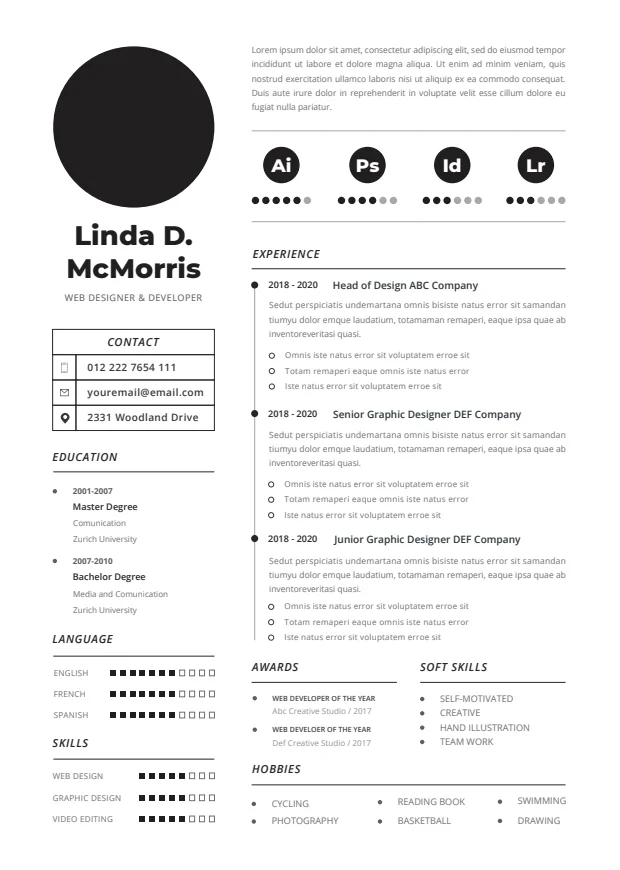 Linda D.
McMorris
WEB DESIGNER & DEVELOPER
CONTACT
012 222 7654 111
youremail@email.com
2331 Woodland Drive
EDUCATION
2001-2007
Master Degree
Comunication
Zurich University
2007-2010
Bachelor Degree
Media and Comunication
Zurich University
LANGUAGE
ENGLISH
FRENCH
SPANISH
SKILLS
WEB DESIGN
GRAPHIC DESIGN
VIDEO EDITING
Lorem ipsum dolor sit amet, consectetur adipiscing elit, sed do eiusmod tempor
incididunt ut labore et dolore magna aliqua. Ut enim ad minim veniam, quis
nostrud exercitation ullamco laboris nisi ut aliquip ex ea commodo consequat.
Duis aute irure dolor in reprehenderit in voluptate velit esse cillum dolore eu
fugiat nulla pariatur.
Ai Ps Id Lr
EXPERIENCE
2018 - 2020 Head of Design ABC Company
Sedut perspiciatis undemartana omnis bisiste natus error sit samandan
tiumyu dolor emque laudatium, totamaman remaperi, eaque ipsa quae ab
inventoreveritasi quasi.
Omnis iste natus error sit voluptatem erroe sit
Totam remaperi eaque omnis iste natus error
Iste natus error sit voluptatem erroe sit
2018 - 2020 Senior Graphic Designer DEF Company
Sedut perspiciatis undemartana omnis bisiste natus error sit samandan
tiumyu dolor emque laudatium, totamaman remaperi, eaque ipsa quae ab
inventoreveritasi quasi.
Omnis iste natus error sit voluptatem erroe sit
Totam remaperi eaque omnis iste natus error
Iste natus error sit voluptatem erroe sit
2018 - 2020 Junior Graphic Designer DEF Company
Sedut perspiciatis undemartana omnis bisiste natus error sit samandan
tiumyu dolor emque laudatium, totamaman remaperi, eaque ipsa quae ab
inventoreveritasi quasi.
Omnis iste natus error sit voluptatem erroe sit
Totam remaperi eaque omnis iste natus error
Iste natus error sit voluptatem erroe sit
AWARDS
WEB DEVELOPER OF THE YEAR
Abc Creative Studio / 2017
WEB DEVELOER OF THE YEAR
Def Creative Studio / 2017
SOFT SKILLS
SELF-MOTIVATED
CREATIVE
HAND ILLUSTRATION
TEAM WORK
HOBBIES
CYCLING READING BOOK SWIMMING
PHOTOGRAPHY BASKETBALL DRAWING